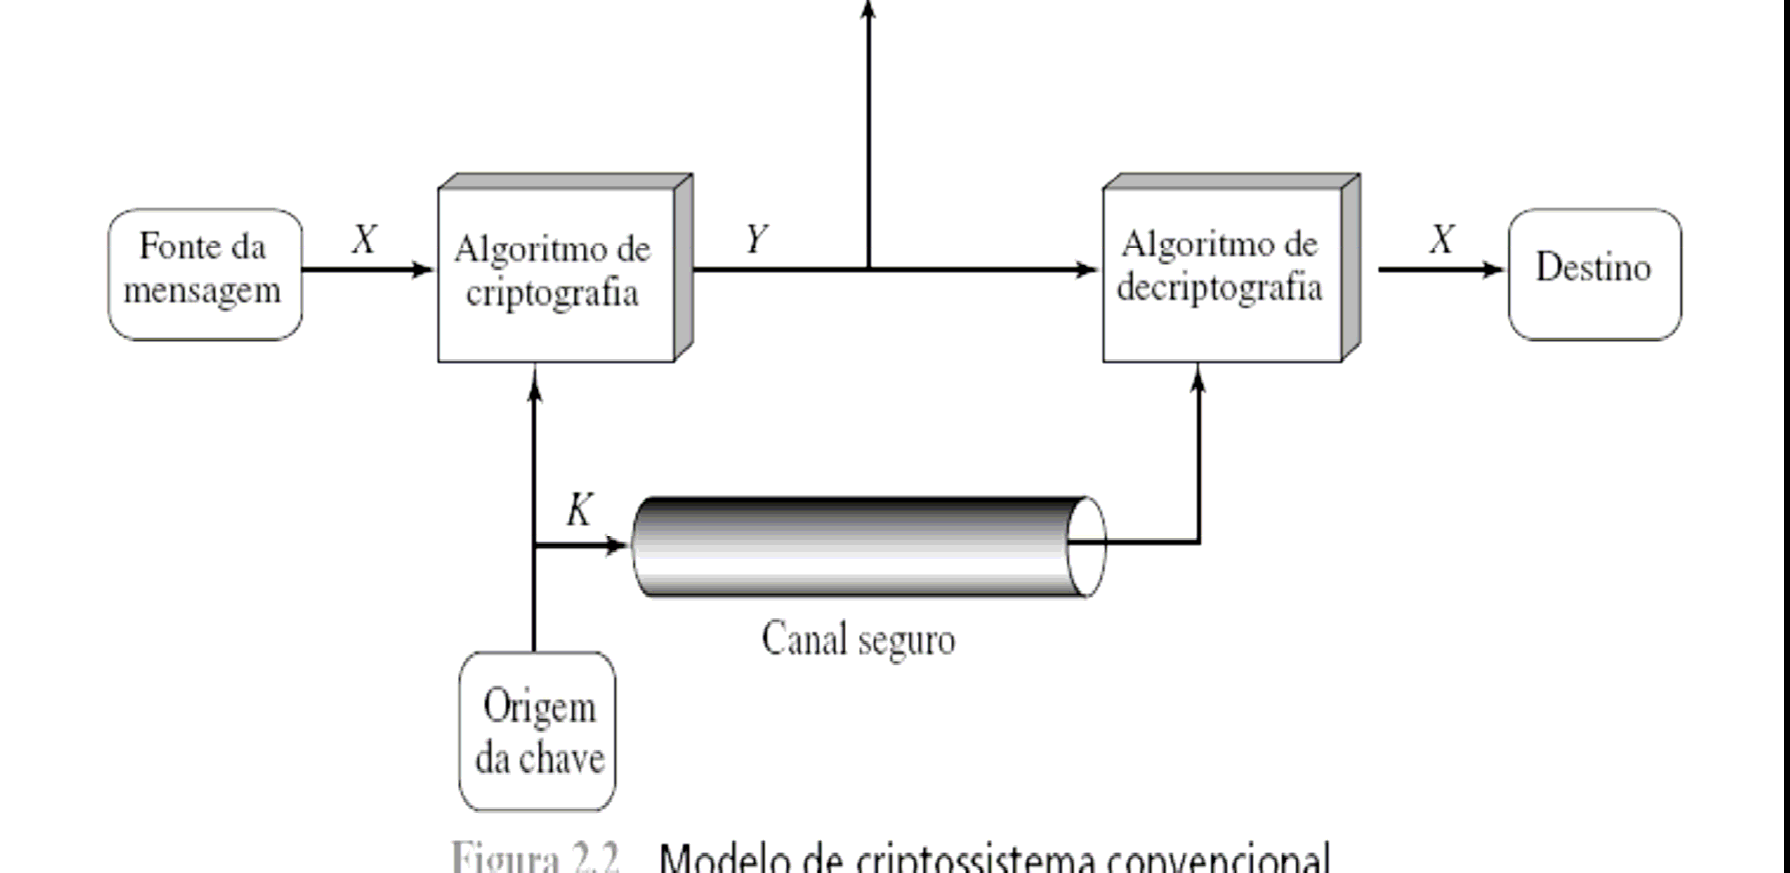 Fonte da
mensagem
X
Algoritmo de
criptografia
Y
Algoritmo de
decriptografia
X
Destino
K
Canal seguro
Origem
da chave
Figura 2.2 Modelo de criptossistema convencional